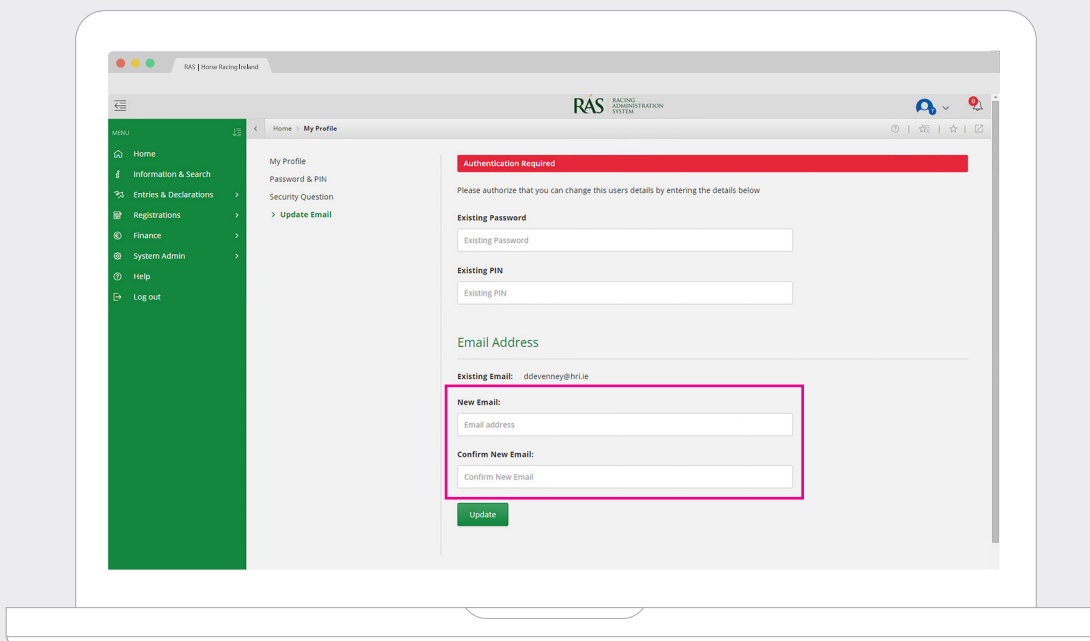 RAS | Horse Racing Ireland
RÁS RACING ADMINISTRATION SYSTEM
T
0
MENU
Home > My Profile
Home
Information & Search
Entries & Declarations
Registrations
Finance
System Admin
Help
Log out
My Profile
Password & PIN
Security Question
> Update Email
Authentication Required
Please authorize that you can change this users details by entering the details below
Existing Password
Existing Password
Existing PIN
Existing PIN
Email Address
Existing Email: ddevenney@hri.ie
New Email:
Email address
Confirm New Email:
Confirm New Email
Update